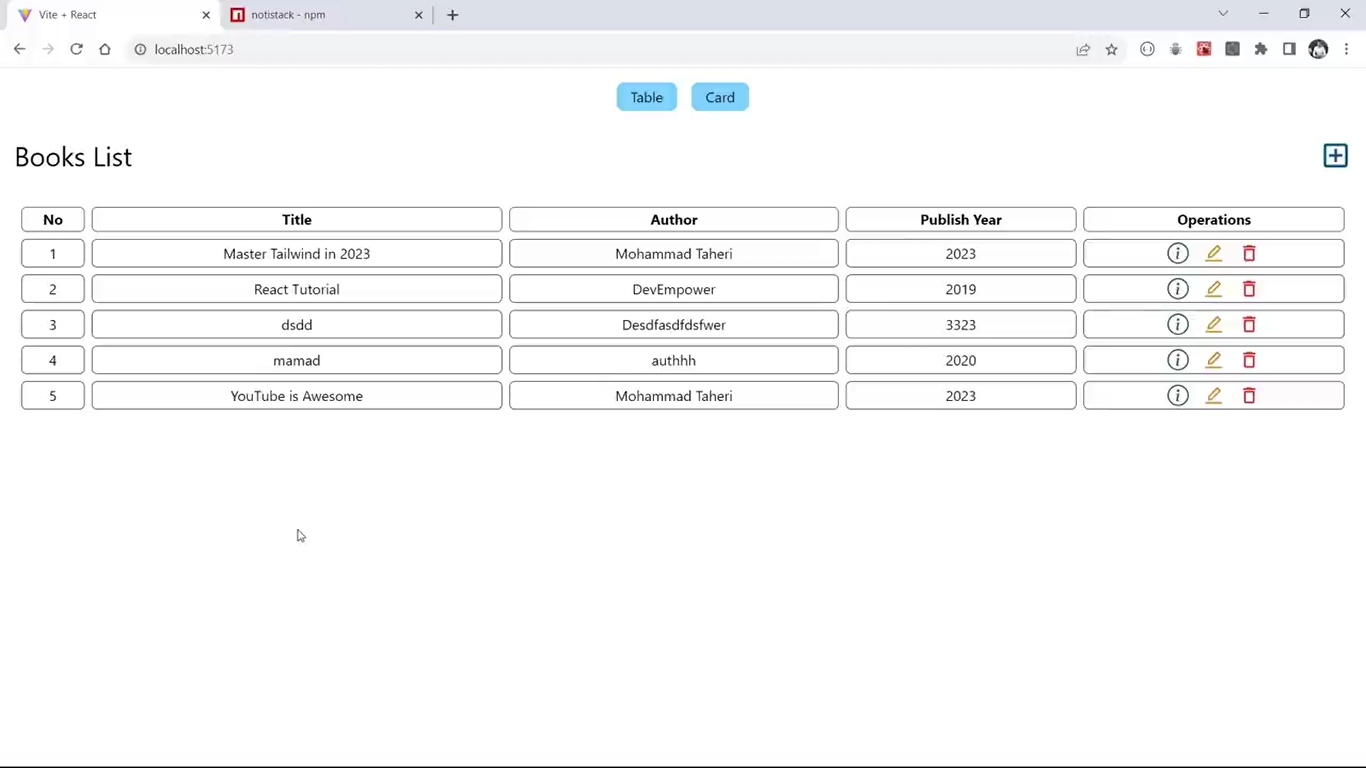 Vite + React
notistack - npm
localhost:5173
Table Card
Books List
No Title Author Publish Year Operations
1 Master Tailwind in 2023 Mohammad Taheri 2023
2 React Tutorial DevEmpower 2019
3 dsdd Desdfasdfdsfwer 3323
4 mamad authhh 2020
5 YouTube is Awesome Mohammad Taheri 2023